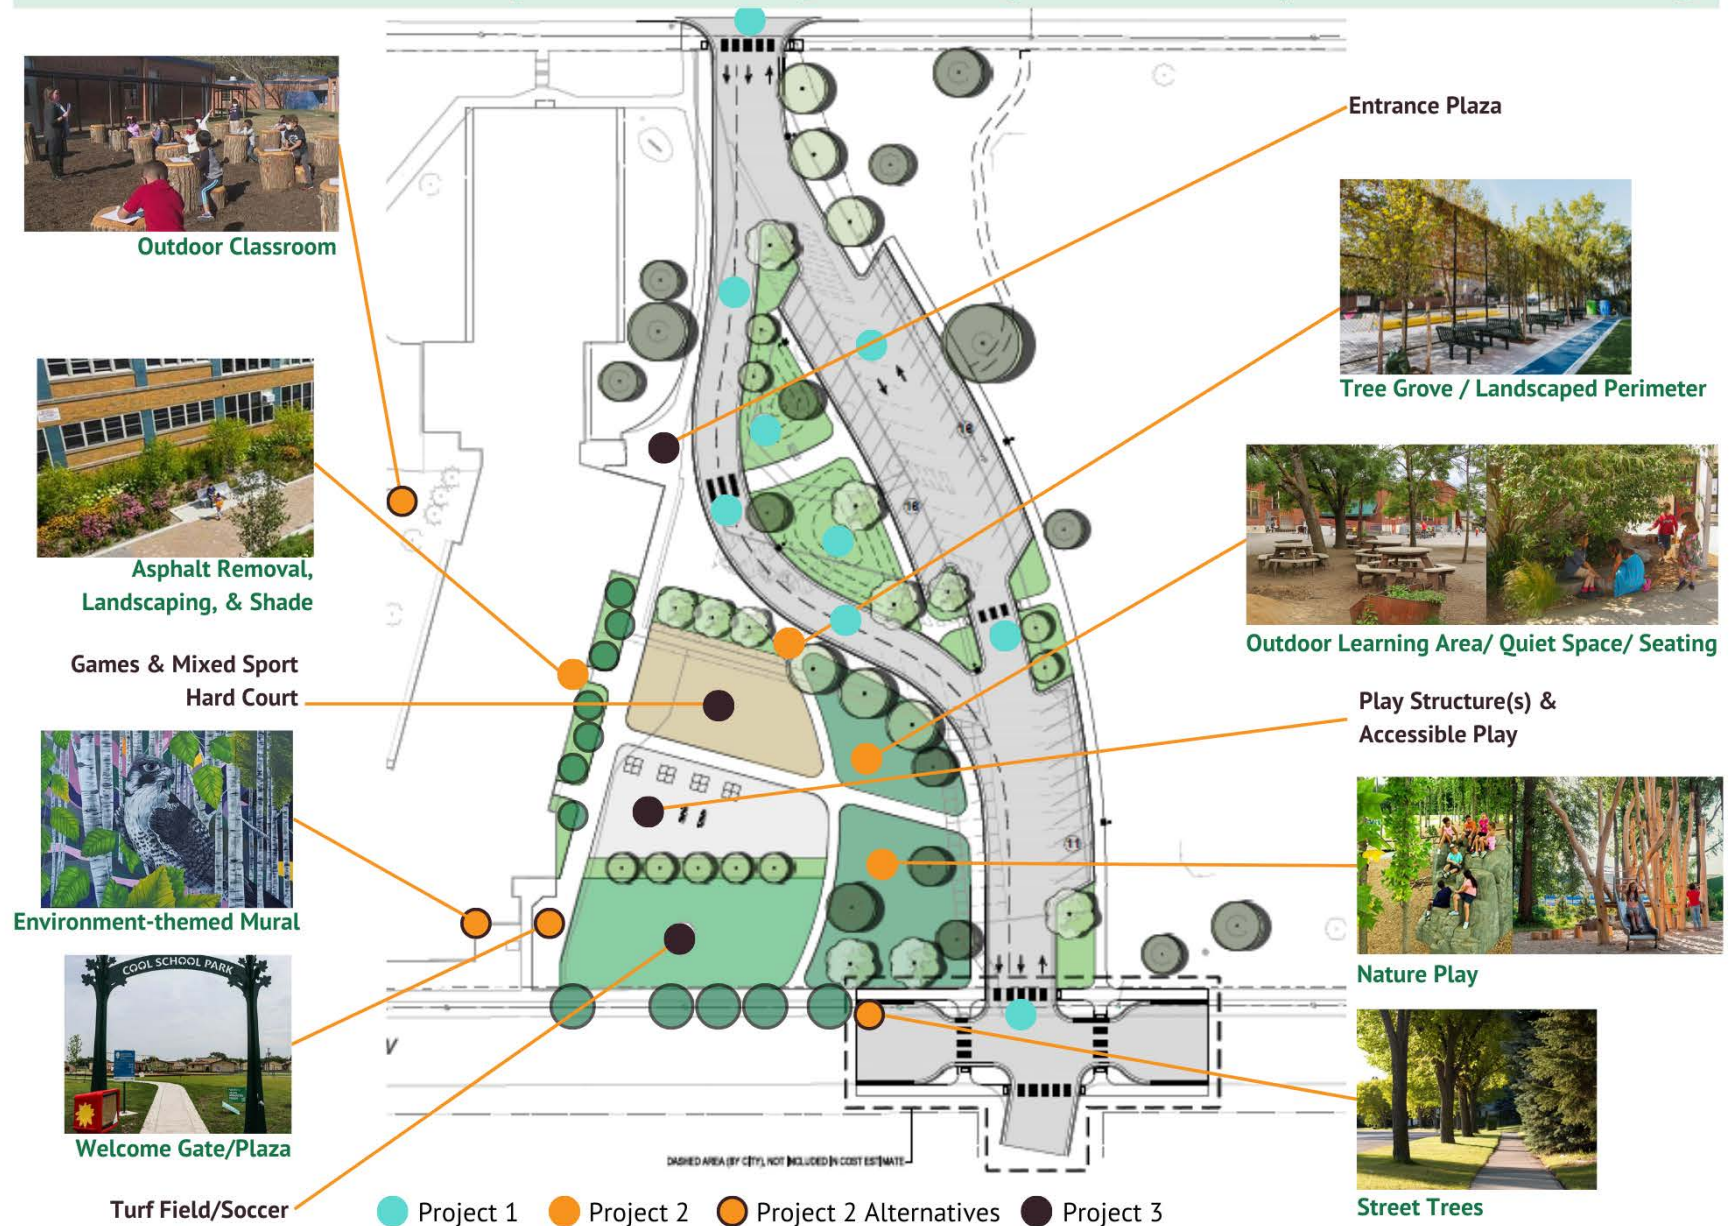 Entrance Plaza
Outdoor Classroom
Tree Grove / Landscaped Perimeter
Asphalt Removal,
Landscaping, & Shade
Outdoor Learning Area/ Quiet Space/ Seating
Games & Mixed Sport
Hard Court
Play Structure(s) &
Accessible Play
18
18
11
Environment-themed Mural
COOL SCHOOL PARK
Nature Play
Welcome Gate/Plaza
DASHED AREA (BY CITY), NOT INCLUDED IN COST ESTIMATE
Street Trees
Turf Field/Soccer
Project 1
Project 2
Project 2 Alternatives
Project 3